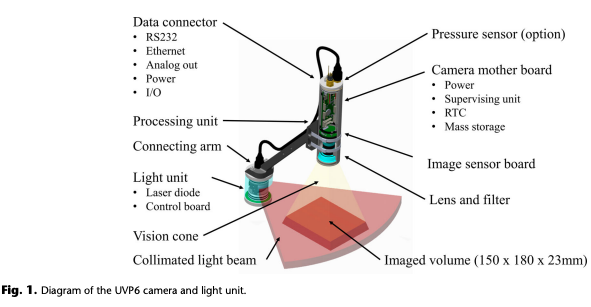 Data connector
• RS232
• Ethernet
• Analog out
• Power
• I/O
Processing unit
Connecting arm
Light unit
• Laser diode
• Control board
Vision cone
Collimated light beam
Pressure sensor (option)
Camera mother board
• Power
• Supervising unit
• RTC
• Mass storage
Image sensor board
Lens and filter
Imaged volume (150 x 180 x 23mm)
Fig. 1. Diagram of the UVP6 camera and light unit.